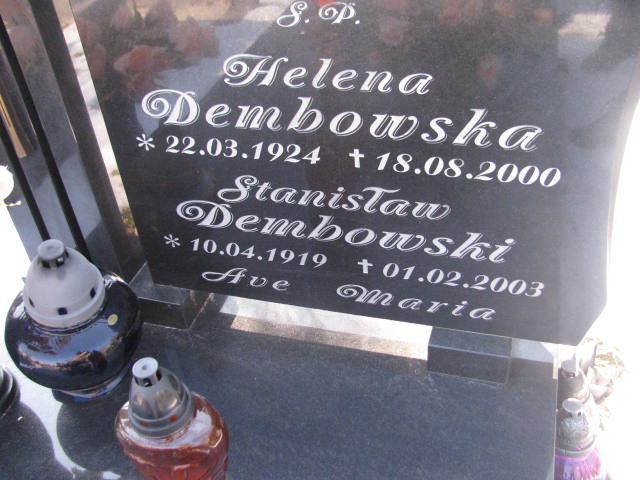 Ś. P.
Helena
Dembowska
* 22.03.1924 † 18.08.2000
Stanisław
Dembowski
* 10.04.1919 † 01.02.2003
Ave Maria